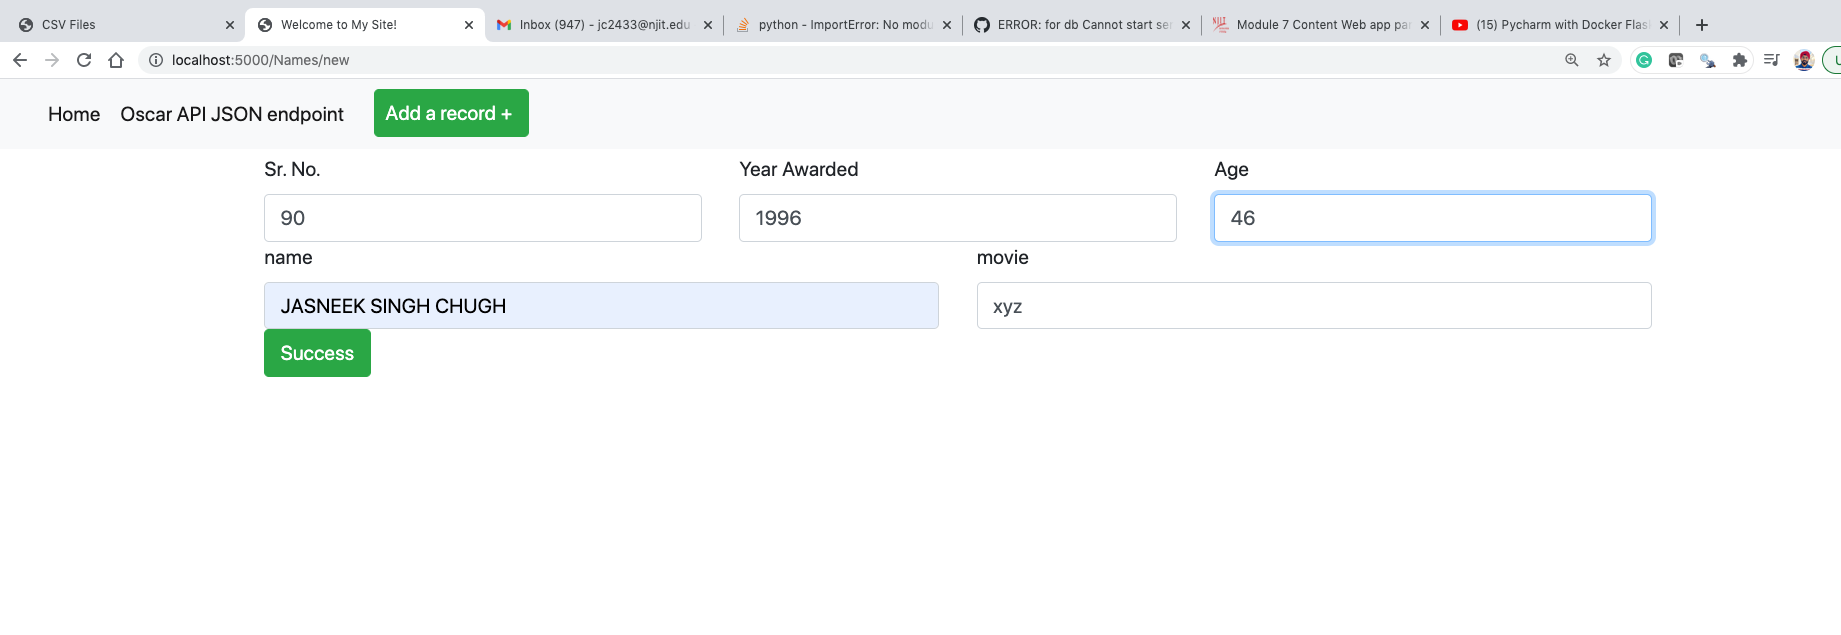 CSV Files
Welcome to My Site!
Inbox (947) - jc2433@njit.edu
python - ImportError: No modu
ERROR: for db Cannot start ser
Module 7 Content Web app par
(15) Pycharm with Docker Flas
localhost:5000/Names/new
Home Oscar API JSON endpoint Add a record +
Sr. No. Year Awarded Age
90 1996 46
name movie
JASNEEK SINGH CHUGH xyz
Success